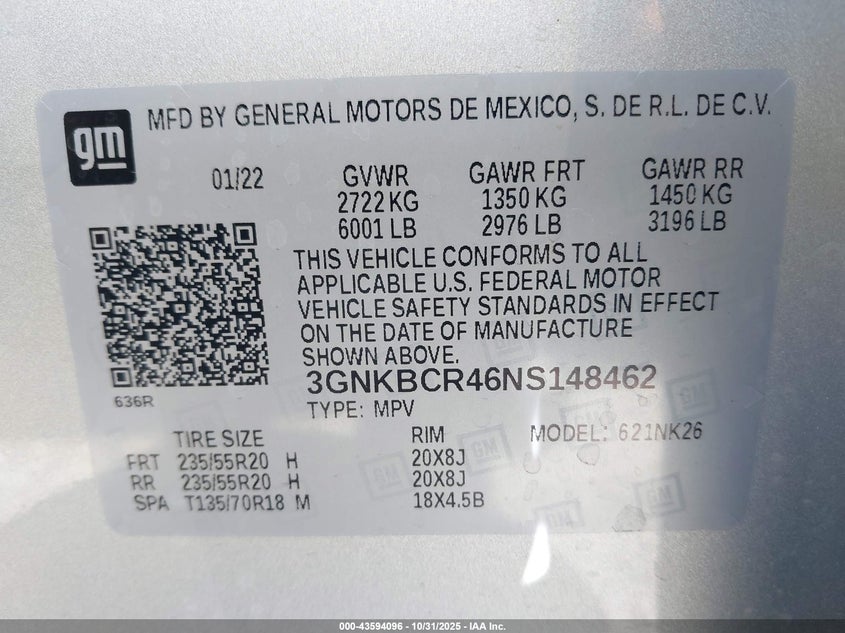 gm
MFD BY GENERAL MOTORS DE MEXICO, S. DE R.L. DE C.V.
01/22 GVWR GAWR FRT GAWR RR
2722 KG 1350 KG 1450 KG
6001 LB 2976 LB 3196 LB
THIS VEHICLE CONFORMS TO ALL
APPLICABLE U.S. FEDERAL MOTOR
VEHICLE SAFETY STANDARDS IN EFFECT
ON THE DATE OF MANUFACTURE
SHOWN ABOVE.
3GNKBCR46NS148462
636R
TYPE: MPV
TIRE SIZE RIM MODEL: 621NK26
FRT 235/55R20 H 20X8J
RR 235/55R20 H 20X8J
SPA T135/70R18 M 18X4.5B
GM GM GM GM
000-43594096 - 10/31/2025 - IAA Inc.